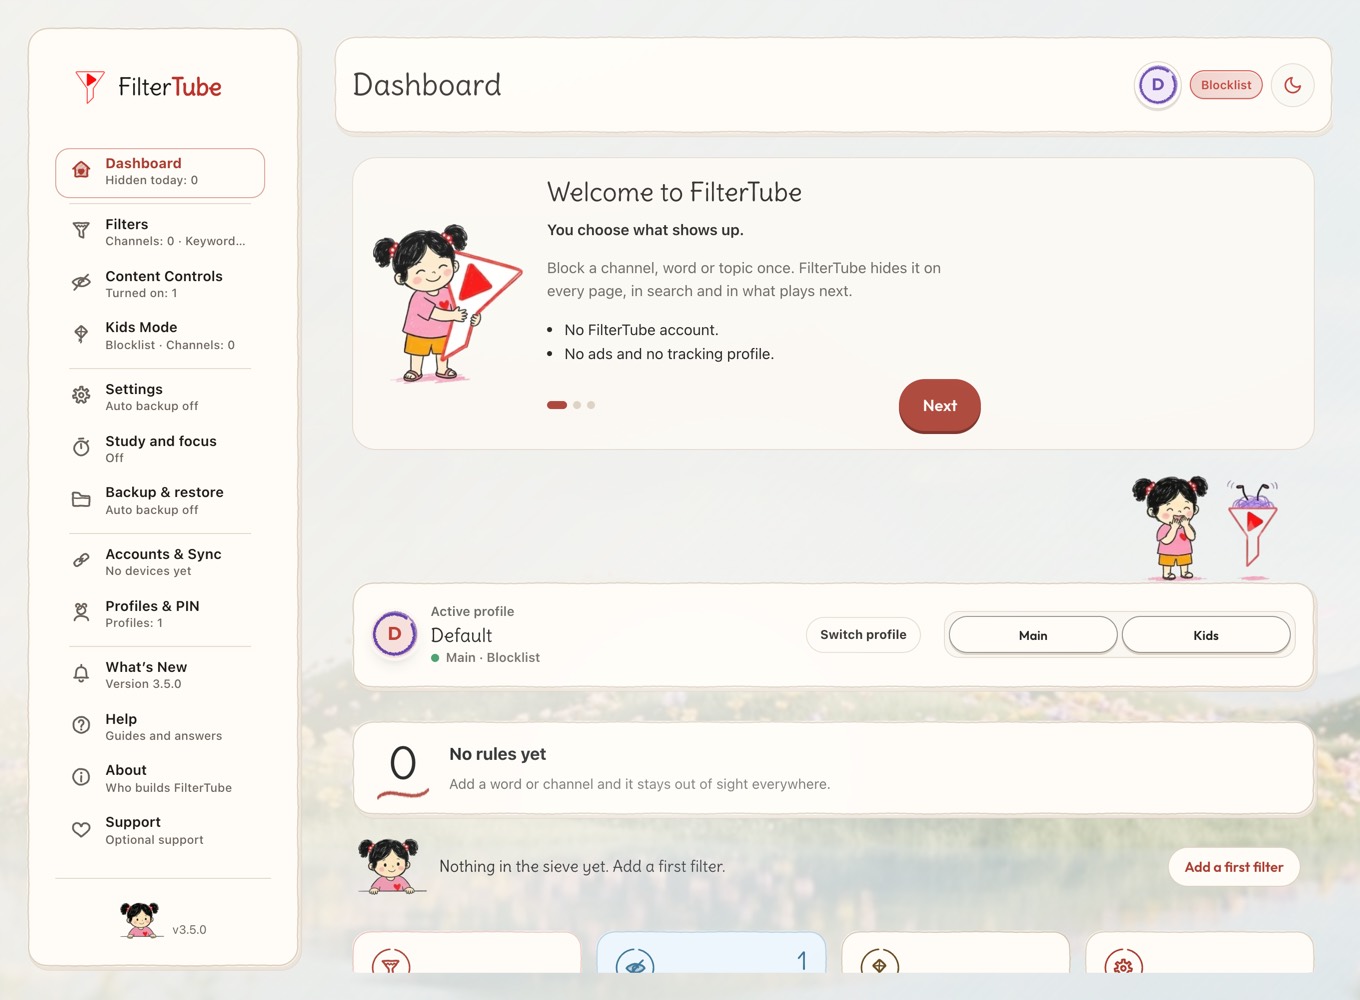 FilterTube
Dashboard
Hidden today: 0
Filters
Channels: 0 · Keyword...
Content Controls
Turned on: 1
Kids Mode
Blocklist · Channels: 0
Settings
Auto backup off
Study and focus
Off
Backup & restore
Auto backup off
Accounts & Sync
No devices yet
Profiles & PIN
Profiles: 1
What's New
Version 3.5.0
Help
Guides and answers
About
Who builds FilterTube
Support
Optional support
v3.5.0
Dashboard
D
Blocklist
Welcome to FilterTube
You choose what shows up.
Block a channel, word or topic once. FilterTube hides it on
every page, in search and in what plays next.
• No FilterTube account.
• No ads and no tracking profile.
Next
D
Active profile
Default
Main · Blocklist
Switch profile
Main
Kids
0
No rules yet
Add a word or channel and it stays out of sight everywhere.
Nothing in the sieve yet. Add a first filter.
Add a first filter
1